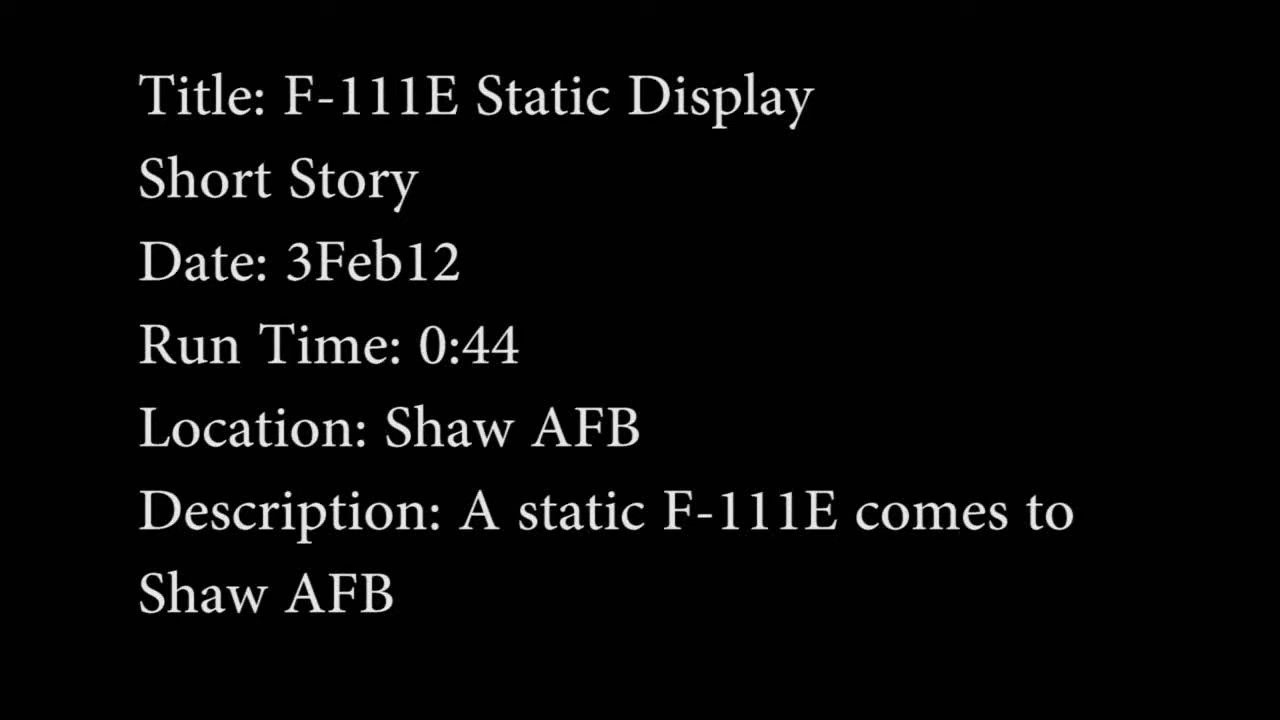 Title: F-111E Static Display
Short Story
Date: 3Feb12
Run Time: 0:44
Location: Shaw AFB
Description: A static F-111E comes to
Shaw AFB